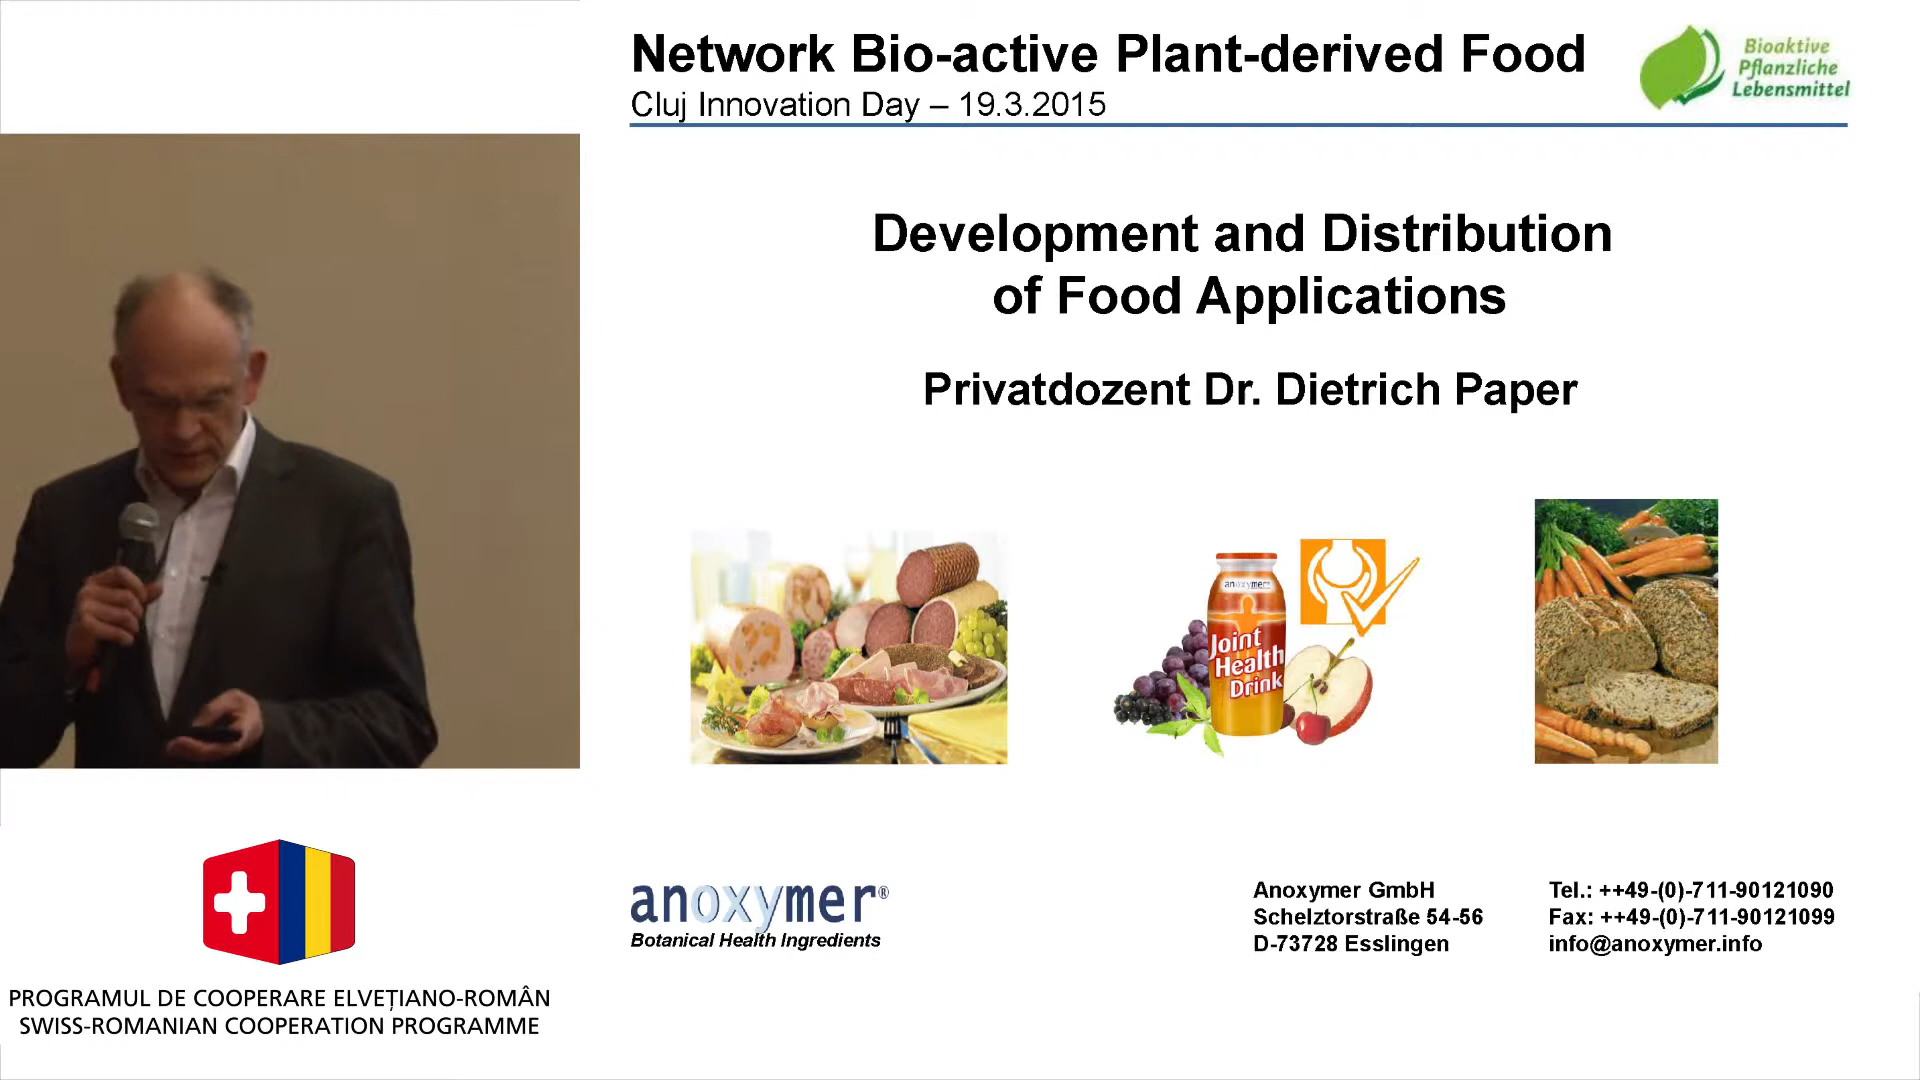 Network Bio-active Plant-derived Food
Cluj Innovation Day – 19.3.2015
Bioaktive
Pflanzliche
Lebensmittel
Development and Distribution
of Food Applications
Privatdozent Dr. Dietrich Paper
anoxymer
Joint
Health
Drink
PROGRAMUL DE COOPERARE ELVEȚIANO-ROMÂN
SWISS-ROMANIAN COOPERATION PROGRAMME
anoxymer®
Botanical Health Ingredients
Anoxymer GmbH
Schelztorstraße 54-56
D-73728 Esslingen
Tel.: ++49-(0)-711-90121090
Fax: ++49-(0)-711-90121099
info@anoxymer.info